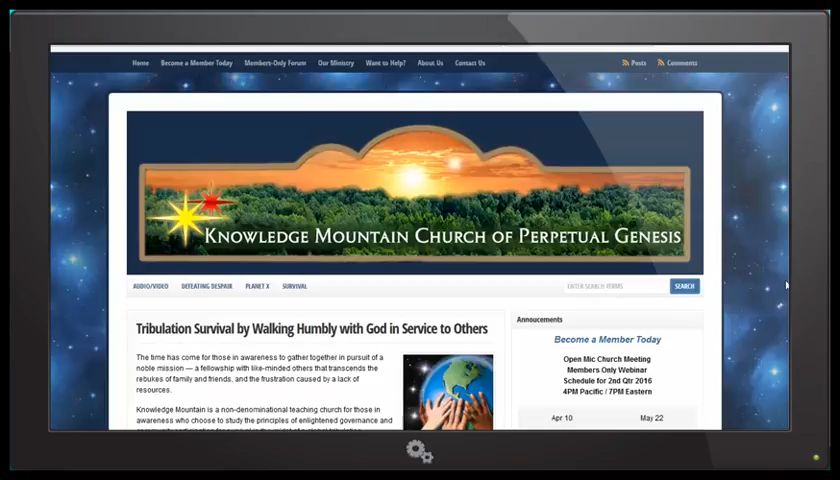 Home Become a Member Today Members-Only Forum Our Ministry Want to Help? About Us Contact Us Posts Comments
Knowledge Mountain Church of Perpetual Genesis
AUDIO/VIDEO DEFEATING DESPAIR PLANET X SURVIVAL ENTER SEARCH TERMS SEARCH
Tribulation Survival by Walking Humbly with God in Service to Others
The time has come for those in awareness to gather together in pursuit of a
noble mission — a fellowship with like-minded others that transcends the
rebukes of family and friends, and the frustration caused by a lack of
resources.
Knowledge Mountain is a non-denominational teaching church for those in
awareness who choose to study the principles of enlightened governance and
Annoucements
Become a Member Today
Open Mic Church Meeting
Members Only Webinar
Schedule for 2nd Qtr 2016
4PM Pacific / 7PM Eastern
Apr 10 May 22